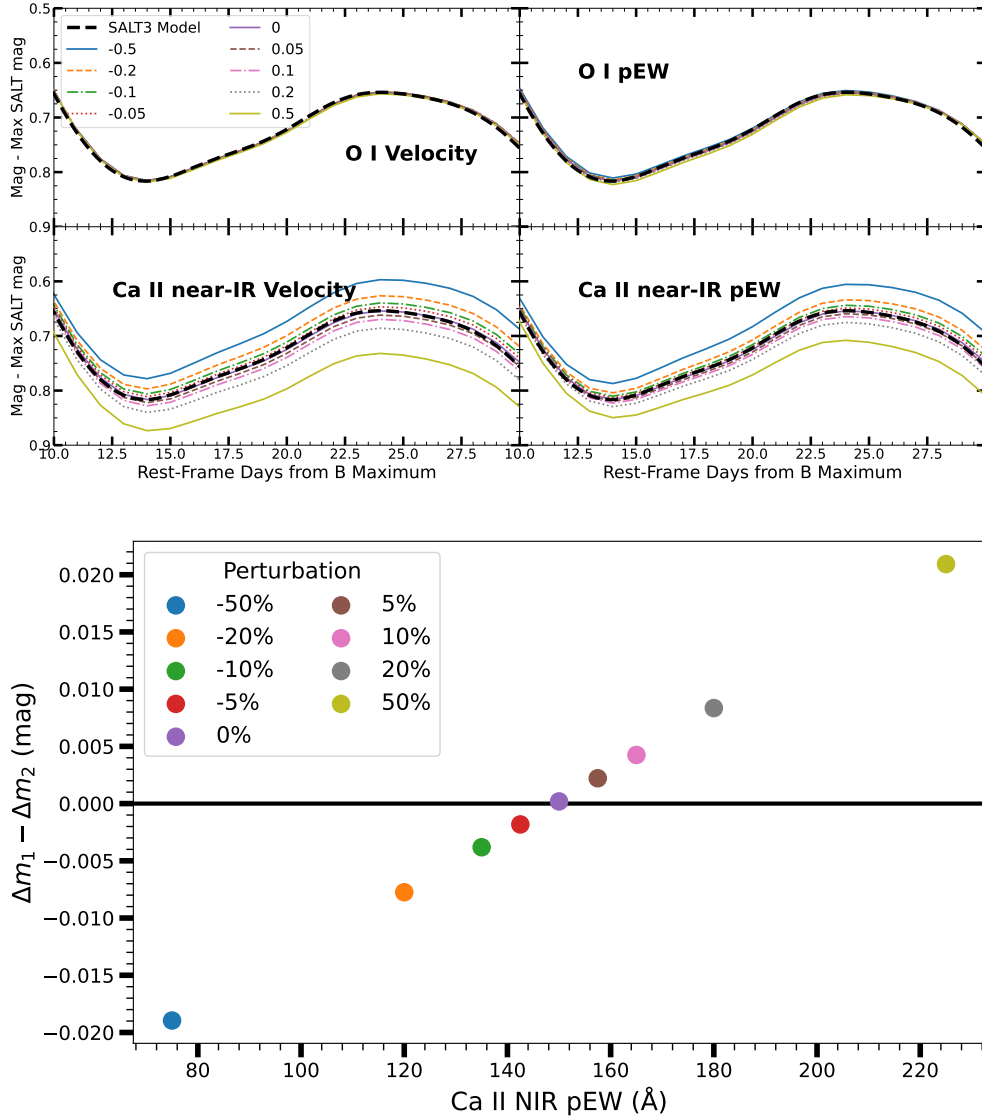 0.5
0.6
0.7
0.8
0.9
Mag - Max SALT mag
SALT3 Model
-0.5
-0.2
-0.1
-0.05
0
0.05
0.1
0.2
0.5
O I Velocity
O I pEW
0.6
0.7
0.8
0.9
Mag - Max SALT mag
Ca II near-IR Velocity
Ca II near-IR pEW
10.0 12.5 15.0 17.5 20.0 22.5 25.0 27.5 10.0 12.5 15.0 17.5 20.0 22.5 25.0 27.5
Rest-Frame Days from B Maximum Rest-Frame Days from B Maximum
0.020
0.015
0.010
0.005
0.000
−0.005
−0.010
−0.015
−0.020
Δm₁ − Δm₂ (mag)
Perturbation
-50%
-20%
-10%
-5%
0%
5%
10%
20%
50%
80 100 120 140 160 180 200 220
Ca II NIR pEW (Å)